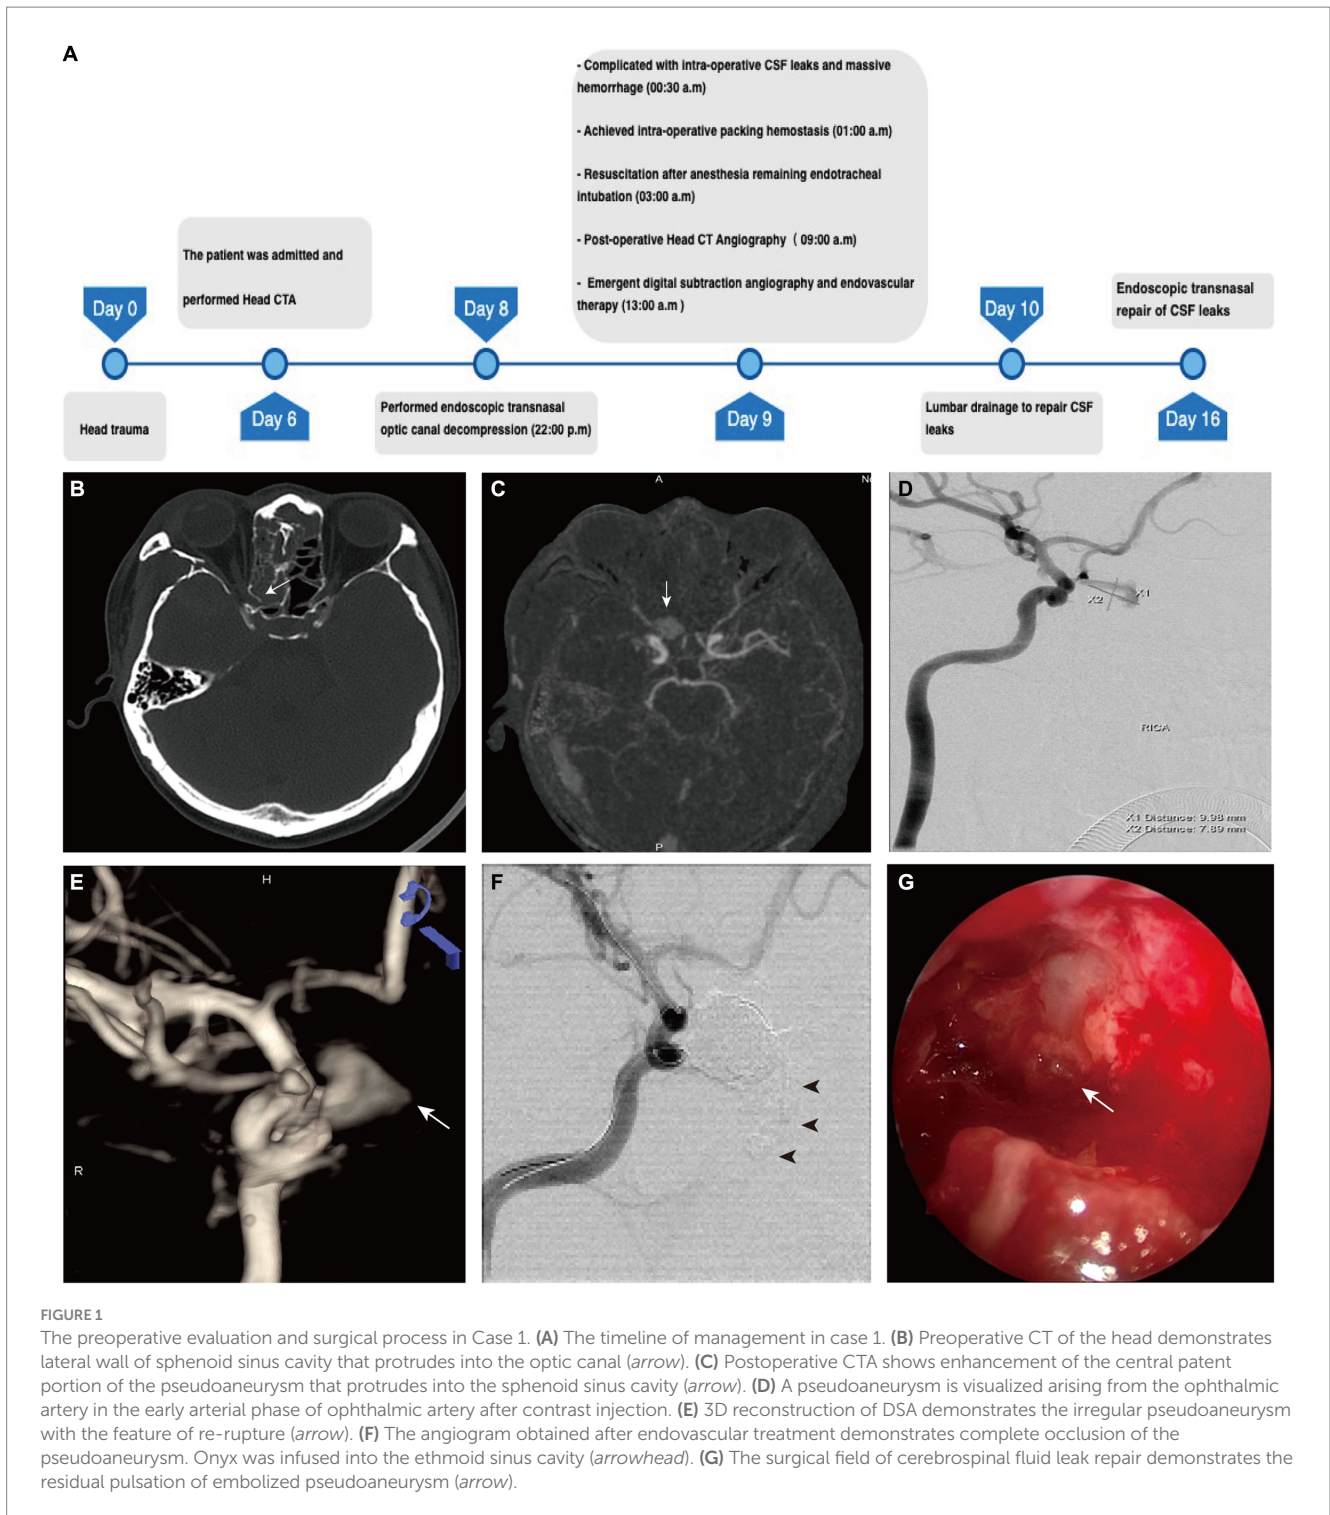 A
- Complicated with intra-operative CSF leaks and massive
hemorrhage (00:30 a.m)
- Achieved intra-operative packing hemostasis (01:00 a.m)
- Resuscitation after anesthesia remaining endotracheal
intubation (03:00 a.m)
- Post-operative Head CT Angiography ( 09:00 a.m)
- Emergent digital subtraction angiography and endovascular
therapy (13:00 a.m )
The patient was admitted and
performed Head CTA
Endoscopic transnasal
repair of CSF leaks
Day 0
Day 8
Day 10
Head trauma
Day 6
Performed endoscopic transnasal
optic canal decompression (22:00 p.m)
Day 9
Lumbar drainage to repair CSF
leaks
Day 16
B
C
A
No
P
D
X2
X1
RICA
X1 Distance: 9.98 mm
X2 Distance: 7.89 mm
E
H
R
F
G
FIGURE 1
The preoperative evaluation and surgical process in Case 1. (A) The timeline of management in case 1. (B) Preoperative CT of the head demonstrates
lateral wall of sphenoid sinus cavity that protrudes into the optic canal (arrow). (C) Postoperative CTA shows enhancement of the central patent
portion of the pseudoaneurysm that protrudes into the sphenoid sinus cavity (arrow). (D) A pseudoaneurysm is visualized arising from the ophthalmic
artery in the early arterial phase of ophthalmic artery after contrast injection. (E) 3D reconstruction of DSA demonstrates the irregular pseudoaneurysm
with the feature of re-rupture (arrow). (F) The angiogram obtained after endovascular treatment demonstrates complete occlusion of the
pseudoaneurysm. Onyx was infused into the ethmoid sinus cavity (arrowhead). (G) The surgical field of cerebrospinal fluid leak repair demonstrates the
residual pulsation of embolized pseudoaneurysm (arrow).